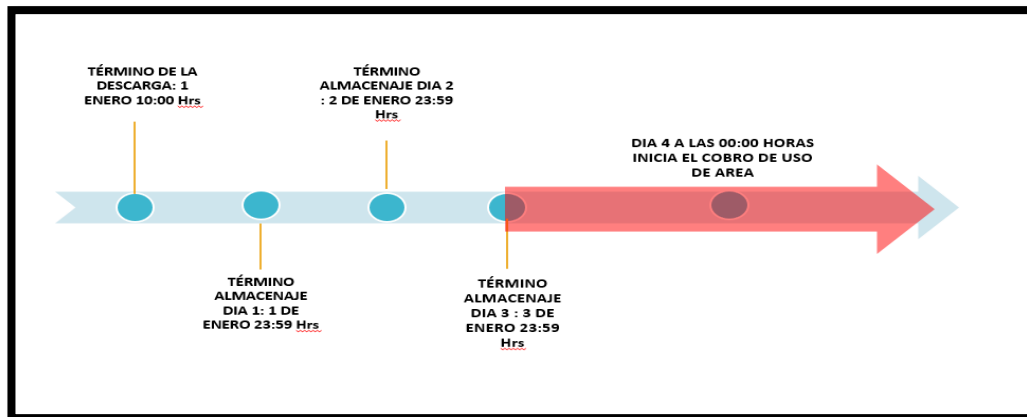 TÉRMINO DE LA
DESCARGA: 1
ENERO 10:00 Hrs
TÉRMINO
ALMACENAJE
DIA 1: 1 DE
ENERO 23:59 Hrs
TÉRMINO
ALMACENAJE DIA 2
: 2 DE ENERO 23:59
Hrs
TÉRMINO
ALMACENAJE
DIA 3 : 3 DE
ENERO 23:59
Hrs
DIA 4 A LAS 00:00 HORAS
INICIA EL COBRO DE USO
DE AREA